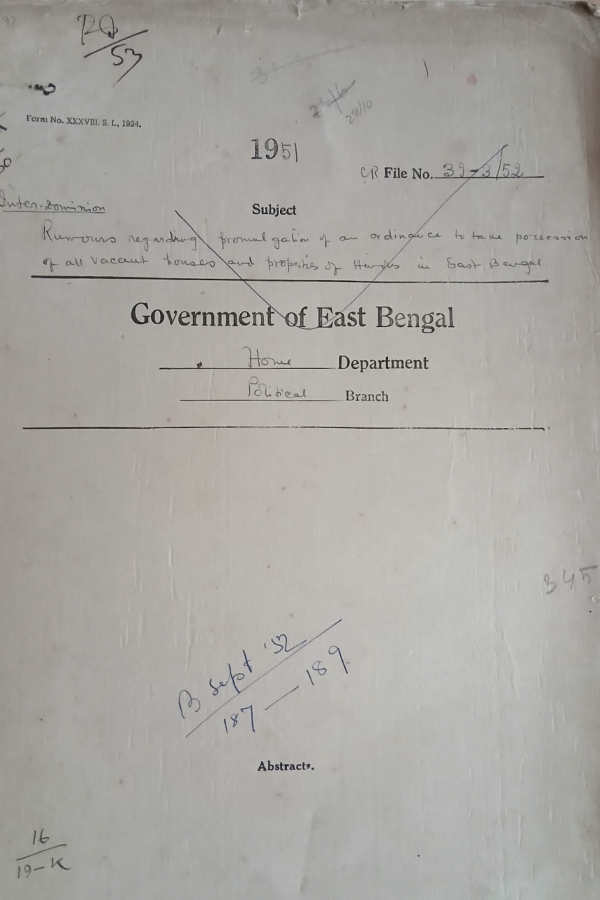 53
Form No. XXXVIII. S. I., 1924.
1951
CR File No. 39-3/52
Inter-Dominion
Subject
Rumours regarding promulgation of an ordinance to take possession
of all vacant houses and properties of Hindus in East Bengal
Government of East Bengal
Home Department
Political Branch
345
B Sept '52
187 — 189.
Abstracts.
16
19-K